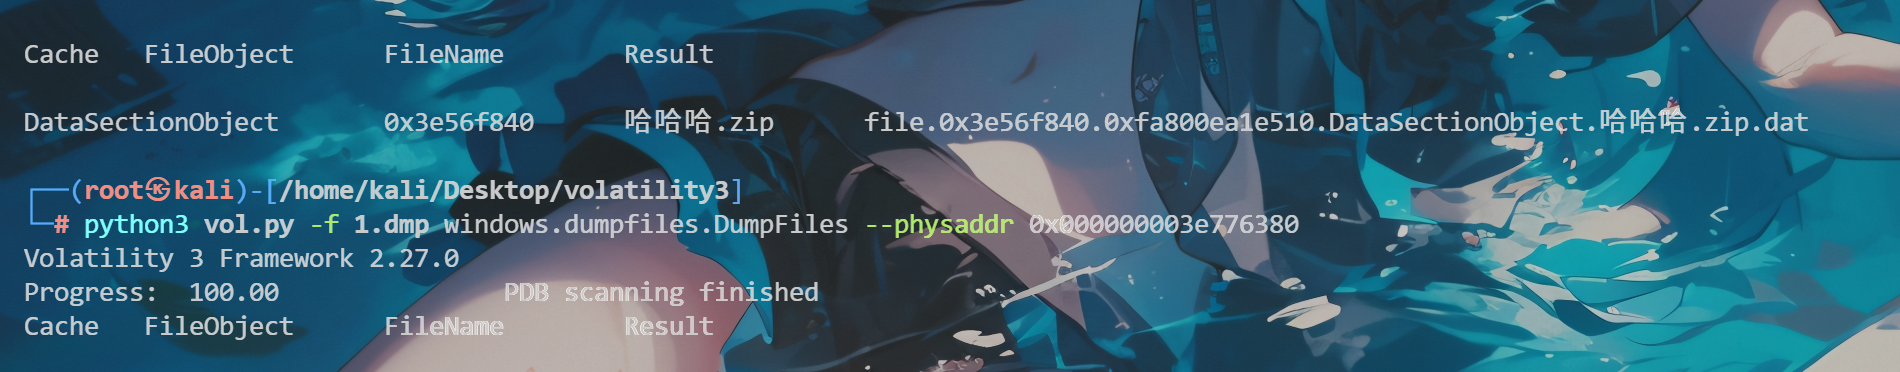 Cache FileObject FileName Result
DataSectionObject 0x3e56f840 哈哈哈.zip file.0x3e56f840.0xfa800ea1e510.DataSectionObject.哈哈哈.zip.dat
┌──(root㉿kali)-[/home/kali/Desktop/volatility3]
└─# python3 vol.py -f 1.dmp windows.dumpfiles.DumpFiles --physaddr 0x000000003e776380
Volatility 3 Framework 2.27.0
Progress: 100.00 PDB scanning finished
Cache FileObject FileName Result